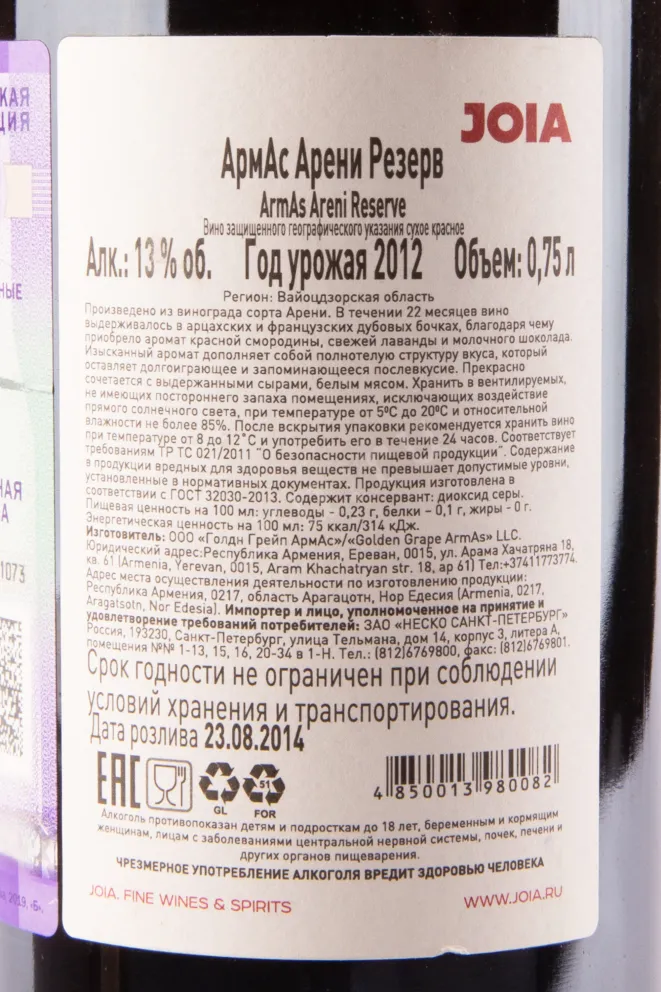 КАЯ
ЦИЯ
НЫЕ
НАЯ
А
1073
2019, «Б».
JOIA
АрмАс Арени Резерв
ArmAs Areni Reserve
Вино защищенного географического указания сухое красное
Алк.: 13 % об. Год урожая 2012 Объем: 0,75 л
Регион: Вайоцдзорская область
Произведено из винограда сорта Арени. В течении 22 месяцев вино
выдерживалось в арцахских и французских дубовых бочках, благодаря чему
приобрело аромат красной смородины, свежей лаванды и молочного шоколада.
Изысканный аромат дополняет собой полнотелую структуру вкуса, который
оставляет долгоиграющее и запоминающееся послевкусие. Прекрасно
сочетается с выдержанными сырами, белым мясом. Хранить в вентилируемых,
не имеющих постороннего запаха помещениях, исключающих воздействие
прямого солнечного света, при температуре от 5ºС до 20ºС и относительной
влажности не более 85%. После вскрытия упаковки рекомендуется хранить вино
при температуре от 8 до 12˚С и употребить его в течение 24 часов. Соответствует
требованиям ТР ТС 021/2011 "О безопасности пищевой продукции". Содержание
в продукции вредных для здоровья веществ не превышает допустимые уровни,
установленные в нормативных документах. Продукция изготовлена в
соответствии с ГОСТ 32030-2013. Содержит консервант: диоксид серы.
Пищевая ценность на 100 мл: углеводы - 0,23 г, белки – 0,1 г, жиры - 0 г.
Энергетическая ценность на 100 мл: 75 ккал/314 кДж.
Изготовитель: ООО «Голдн Грейп АрмАс»/«Golden Grape ArmAs» LLC.
Юридический адрес:Республика Армения, Ереван, 0015, ул. Арама Хачатряна 18,
кв. 61 (Armenia, Yerevan, 0015, Aram Khachatryan str. 18, ap 61) Тел:+37411773774.
Адрес места осуществления деятельности по изготовлению продукции:
Республика Армения, 0217, область Арагацотн, Нор Едесия (Armenia, 0217,
Aragatsotn, Nor Edesia). Импортер и лицо, уполномоченное на принятие и
удовлетворение требований потребителей: ЗАО «НЕСКО САНКТ-ПЕТЕРБУРГ»
Россия, 193230, Санкт-Петербург, улица Тельмана, дом 14, корпус 3, литера А,
помещения №№ 1-13, 15, 16, 20-34 в 1-Н. Тел.: (812)6769800, факс: (812)6769801.
Срок годности не ограничен при соблюдении
условий хранения и транспортирования.
Дата розлива 23.08.2014
EAC
51
GL FOR
4 850013 980082
Алкоголь противопоказан детям и подросткам до 18 лет, беременным и кормящим
женщинам, лицам с заболеваниями центральной нервной системы, почек, печени и
других органов пищеварения.
ЧРЕЗМЕРНОЕ УПОТРЕБЛЕНИЕ АЛКОГОЛЯ ВРЕДИТ ЗДОРОВЬЮ ЧЕЛОВЕКА
JOIA. FINE WINES & SPIRITS WWW.JOIA.RU